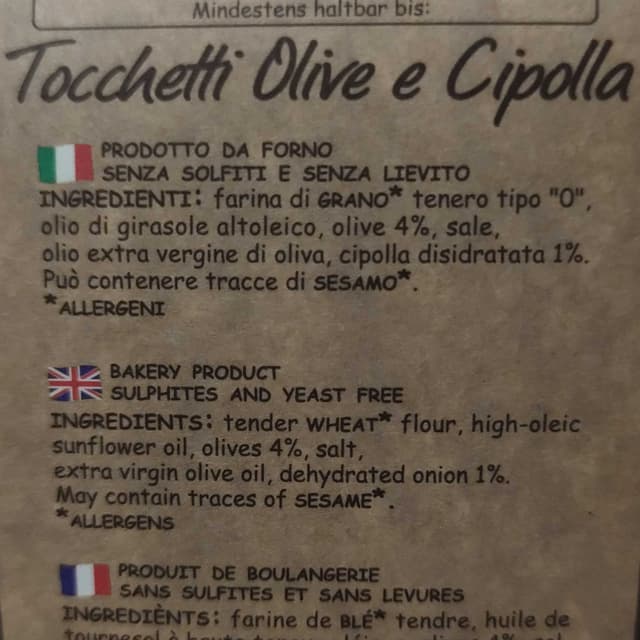 Mindestens haltbar bis:
Tocchetti Olive e Cipolla
PRODOTTO DA FORNO
SENZA SOLFITI E SENZA LIEVITO
INGREDIENTI: farina di GRANO* tenero tipo "0",
olio di girasole altoleico, olive 4%, sale,
olio extra vergine di oliva, cipolla disidratata 1%.
Può contenere tracce di SESAMO*.
*ALLERGENI
BAKERY PRODUCT
SULPHITES AND YEAST FREE
INGREDIENTS: tender WHEAT* flour, high-oleic
sunflower oil, olives 4%, salt,
extra virgin olive oil, dehydrated onion 1%.
May contain traces of SESAME*.
*ALLERGENS
PRODUIT DE BOULANGERIE
SANS SULFITES ET SANS LEVURES
INGREDIÈNTS: farine de BLÉ* tendre, huile de